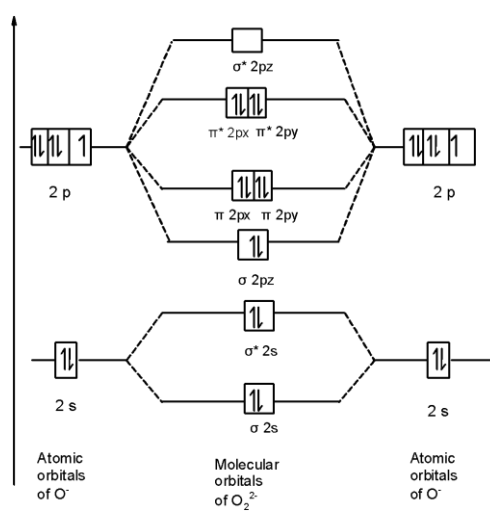 σ* 2pz
π* 2px π* 2py
2 p
2 p
π 2px π 2py
σ 2pz
σ* 2s
2 s
2 s
σ 2s
Atomic
orbitals
of O⁻
Molecular
orbitals
of O₂²⁻
Atomic
orbitals
of O⁻